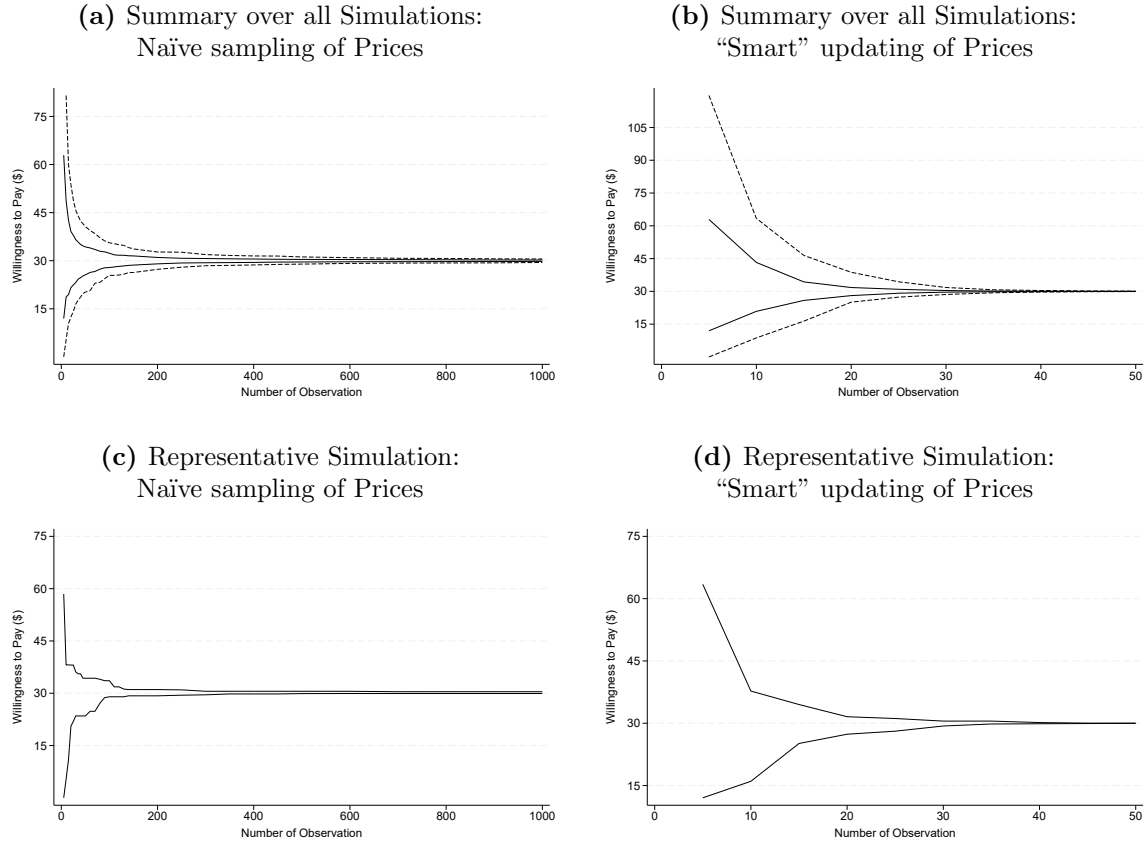 (a) Summary over all Simulations:
Naïve sampling of Prices
75
60
45
30
15
Willingness to Pay ($)
0
200
400
600
800
1000
Number of Observation
(b) Summary over all Simulations:
“Smart” updating of Prices
105
90
75
60
45
30
15
Willingness to Pay ($)
0
10
20
30
40
50
Number of Observation
(c) Representative Simulation:
Naïve sampling of Prices
75
60
45
30
15
Willingness to Pay ($)
0
200
400
600
800
1000
Number of Observation
(d) Representative Simulation:
“Smart” updating of Prices
75
60
45
30
15
Willingness to Pay ($)
0
10
20
30
40
50
Number of Observation